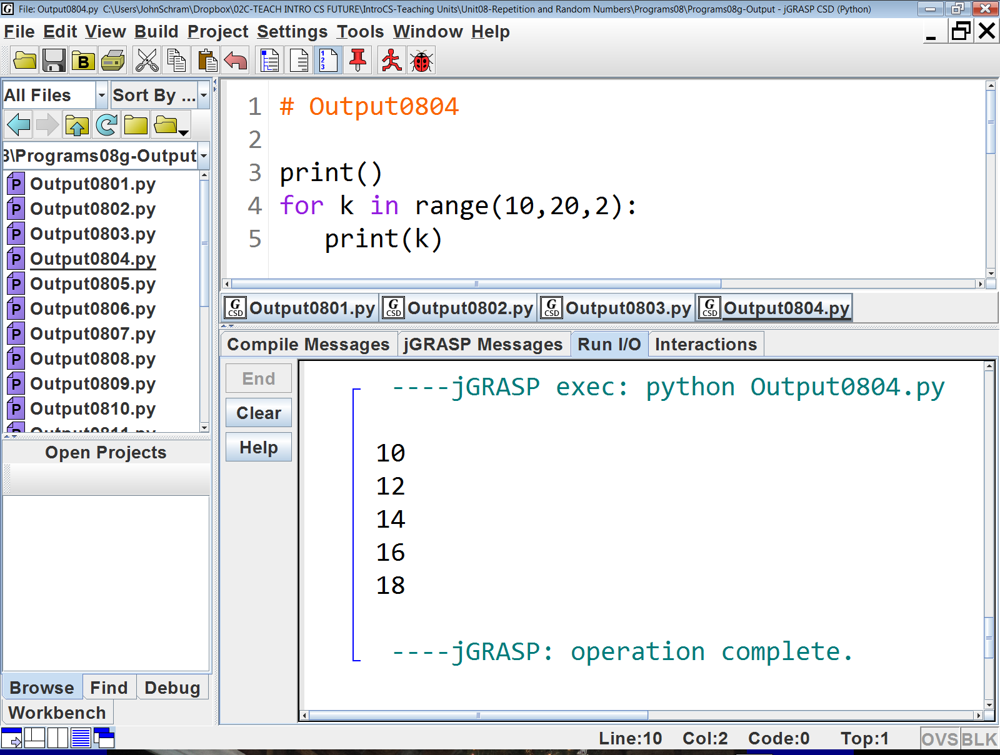 File: Output0804.py  C:\Users\JohnSchram\Dropbox\02C-TEACH INTRO CS FUTURE\IntroCS-Teaching Units\Unit08-Repetition and Random Numbers\Programs08\Programs08g-Output - jGRASP CSD (Python)
File Edit View Build Project Settings Tools Window Help
All Files
Sort By ...
\Programs08g-Output
Output0801.py
Output0802.py
Output0803.py
Output0804.py
Output0805.py
Output0806.py
Output0807.py
Output0808.py
Output0809.py
Output0810.py
Output0811.py
Open Projects
Browse Find Debug
Workbench
1 # Output0804
2
3 print()
4 for k in range(10,20,2):
5    print(k)
Output0801.py Output0802.py Output0803.py Output0804.py
Compile Messages jGRASP Messages Run I/O Interactions
End
Clear
Help
----jGRASP exec: python Output0804.py
10
12
14
16
18
----jGRASP: operation complete.
Line:10 Col:2 Code:0 Top:1 OVS BLK